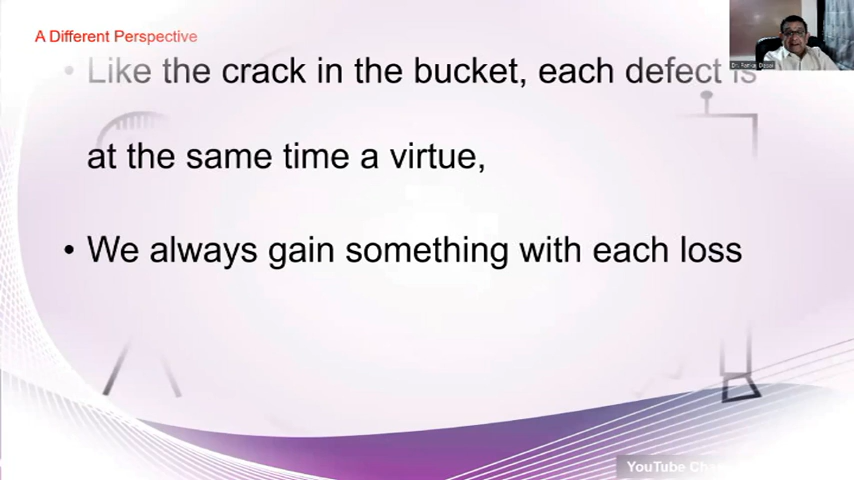 A Different Perspective
• Like the crack in the bucket, each defect is
at the same time a virtue,
• We always gain something with each loss
YouTube